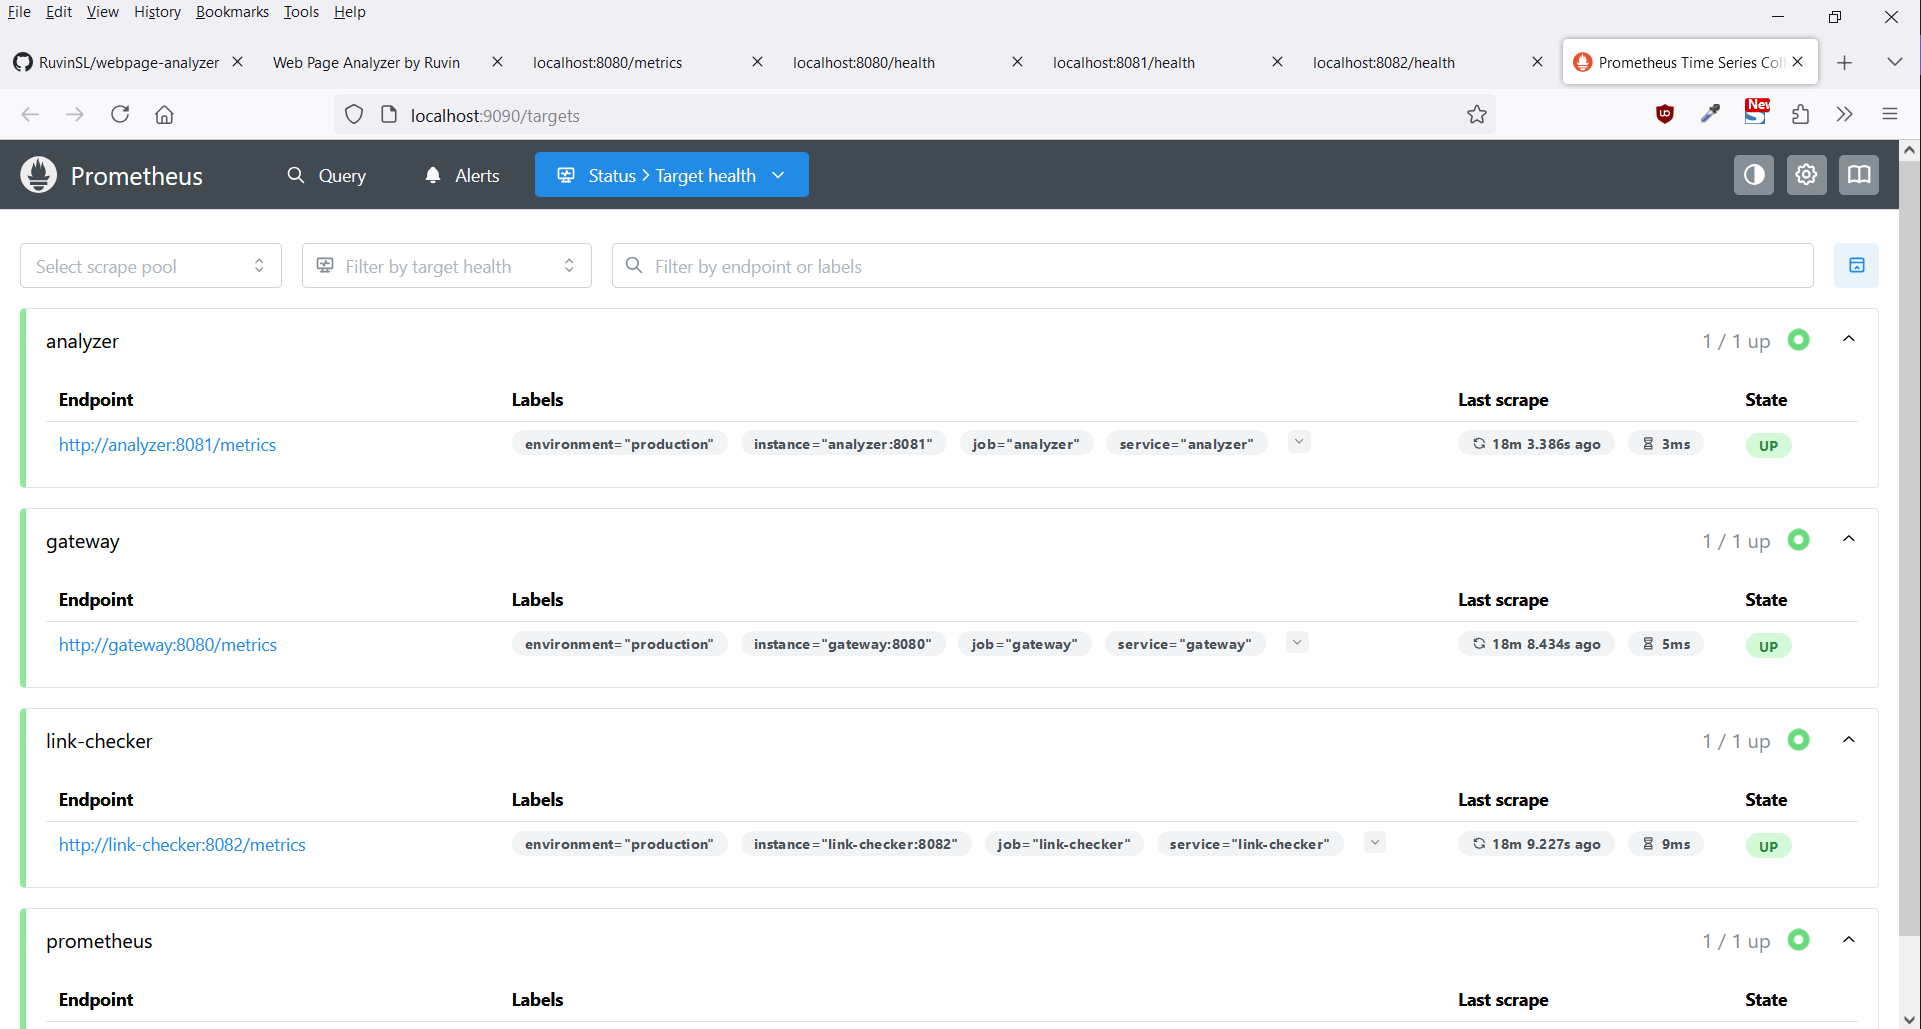 File Edit View History Bookmarks Tools Help
RuvinSL/webpage-analyzer Web Page Analyzer by Ruvin localhost:8080/metrics localhost:8080/health localhost:8081/health localhost:8082/health Prometheus Time Series Coll
localhost:9090/targets
New
Prometheus Query Alerts Status > Target health
Select scrape pool Filter by target health Filter by endpoint or labels
analyzer 1 / 1 up
Endpoint Labels Last scrape State
http://analyzer:8081/metrics environment="production" instance="analyzer:8081" job="analyzer" service="analyzer" 18m 3.386s ago 3ms UP
gateway 1 / 1 up
Endpoint Labels Last scrape State
http://gateway:8080/metrics environment="production" instance="gateway:8080" job="gateway" service="gateway" 18m 8.434s ago 5ms UP
link-checker 1 / 1 up
Endpoint Labels Last scrape State
http://link-checker:8082/metrics environment="production" instance="link-checker:8082" job="link-checker" service="link-checker" 18m 9.227s ago 9ms UP
prometheus 1 / 1 up
Endpoint Labels Last scrape State